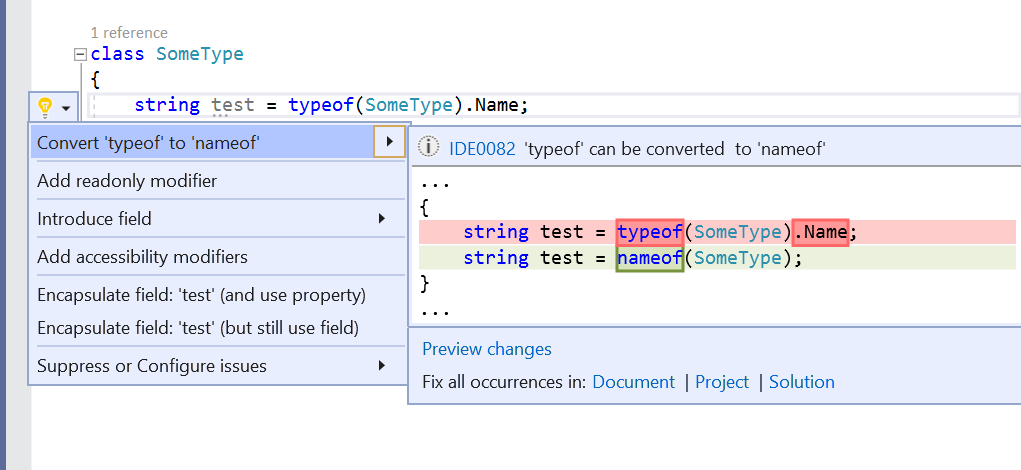 1 reference
class SomeType
{
string test = typeof(SomeType).Name;
Convert 'typeof' to 'nameof'
Add readonly modifier
Introduce field
Add accessibility modifiers
Encapsulate field: 'test' (and use property)
Encapsulate field: 'test' (but still use field)
Suppress or Configure issues
IDE0082 'typeof' can be converted  to 'nameof'
...
{
string test = typeof(SomeType).Name;
string test = nameof(SomeType);
}
...
Preview changes
Fix all occurrences in: Document | Project | Solution